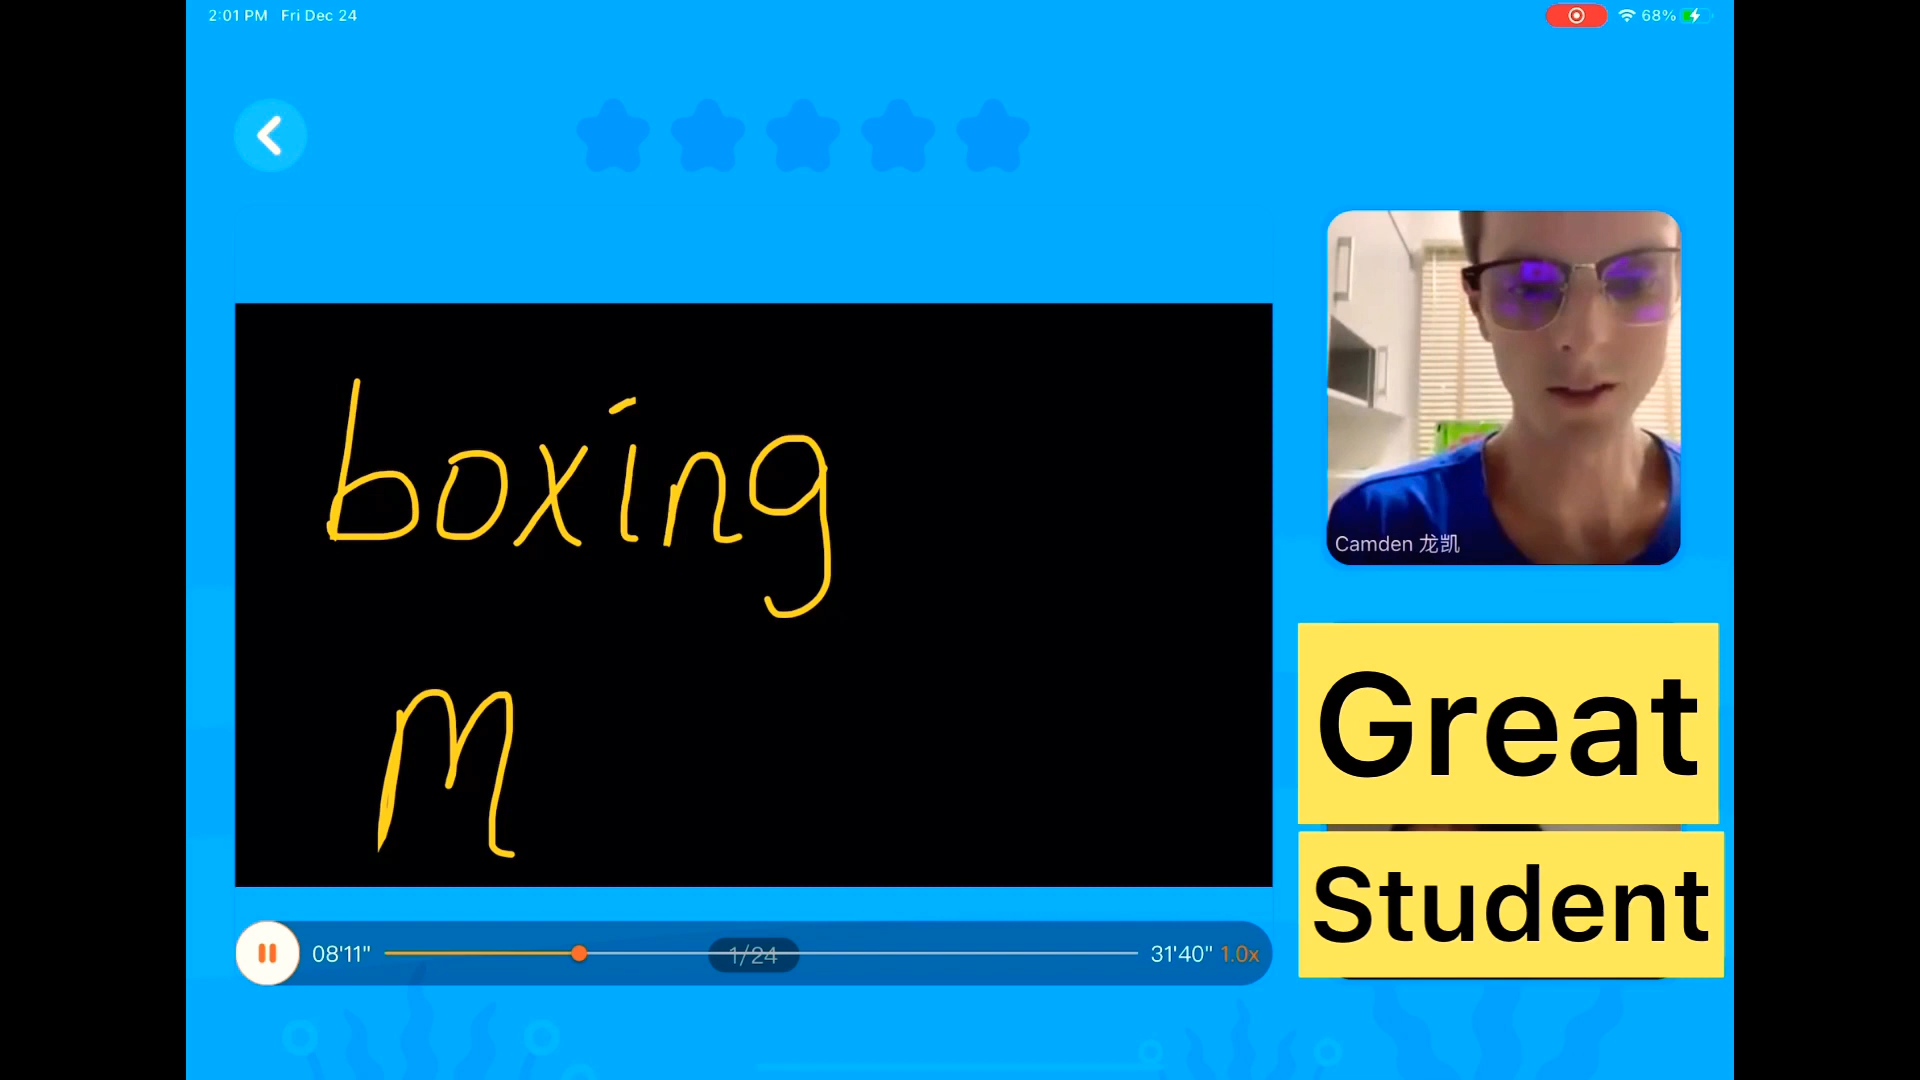 2:01 PM Fri Dec 24
68%
boxing
m
Camden 龙凯
Great
Student
08'11" 1/24 31'40" 1.0x